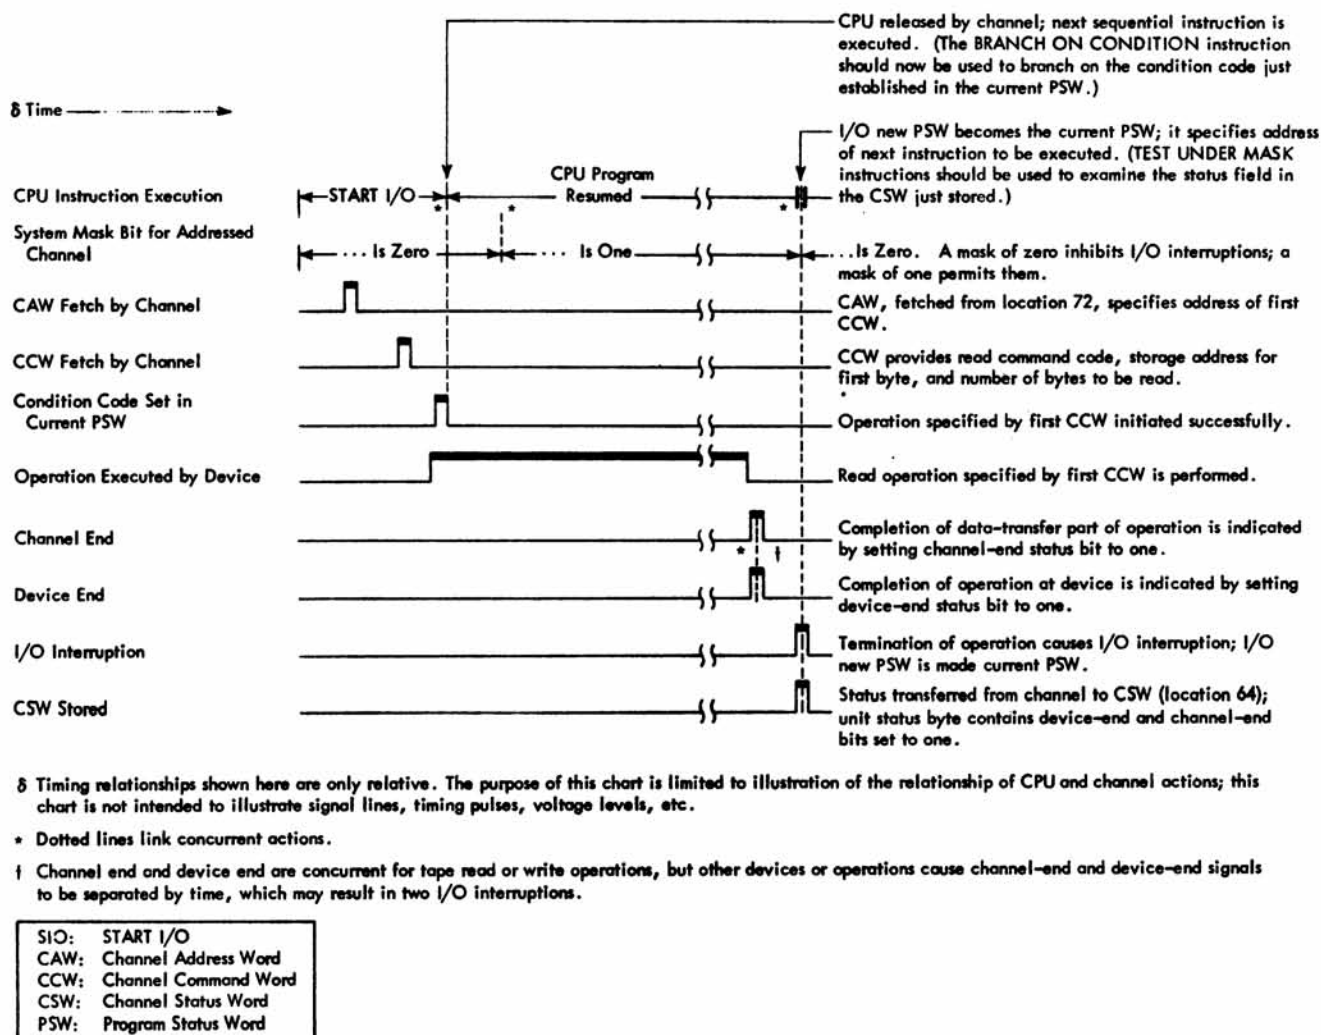 CPU released by channel; next sequential instruction is
executed. (The BRANCH ON CONDITION instruction
should now be used to branch on the condition code just
established in the current PSW.)
δ Time
I/O new PSW becomes the current PSW; it specifies address
of next instruction to be executed. (TEST UNDER MASK
instructions should be used to examine the status field in
the CSW just stored.)
CPU Instruction Execution
START I/O
*
*
CPU Program
Resumed
*
System Mask Bit for Addressed
Channel
... Is Zero
... Is One
...Is Zero. A mask of zero inhibits I/O interruptions; a
mask of one permits them.
CAW Fetch by Channel
CAW, fetched from location 72, specifies address of first
CCW.
CCW Fetch by Channel
CCW provides read command code, storage address for
first byte, and number of bytes to be read.
Condition Code Set in
Current PSW
Operation specified by first CCW initiated successfully.
Operation Executed by Device
Read operation specified by first CCW is performed.
Channel End
* †
Completion of data-transfer part of operation is indicated
by setting channel-end status bit to one.
Device End
Completion of operation at device is indicated by setting
device-end status bit to one.
I/O Interruption
Termination of operation causes I/O interruption; I/O
new PSW is made current PSW.
CSW Stored
Status transferred from channel to CSW (location 64);
unit status byte contains device-end and channel-end
bits set to one.
δ Timing relationships shown here are only relative. The purpose of this chart is limited to illustration of the relationship of CPU and channel actions; this
chart is not intended to illustrate signal lines, timing pulses, voltage levels, etc.
* Dotted lines link concurrent actions.
† Channel end and device end are concurrent for tape read or write operations, but other devices or operations cause channel-end and device-end signals
to be separated by time, which may result in two I/O interruptions.
SIO: START I/O
CAW: Channel Address Word
CCW: Channel Command Word
CSW: Channel Status Word
PSW: Program Status Word